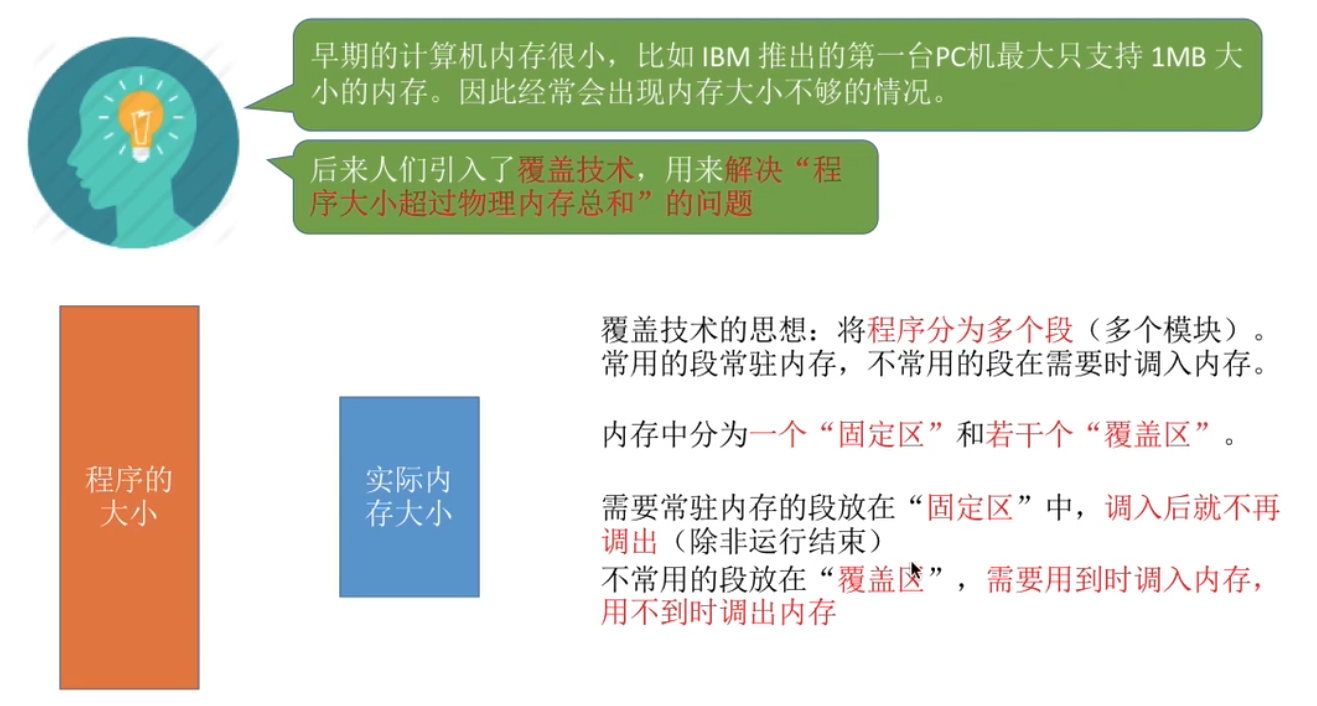 早期的计算机内存很小，比如 IBM 推出的第一台PC机最大只支持 1MB 大
小的内存。因此经常会出现内存大小不够的情况。
后来人们引入了覆盖技术，用来解决“程
序大小超过物理内存总和”的问题
程序的
大小
实际内
存大小
覆盖技术的思想：将程序分为多个段（多个模块）。
常用的段常驻内存，不常用的段在需要时调入内存。
内存中分为一个“固定区”和若干个“覆盖区”。
需要常驻内存的段放在“固定区”中，调入后就不再
调出（除非运行结束）
不常用的段放在“覆盖区”，需要用到时调入内存，
用不到时调出内存